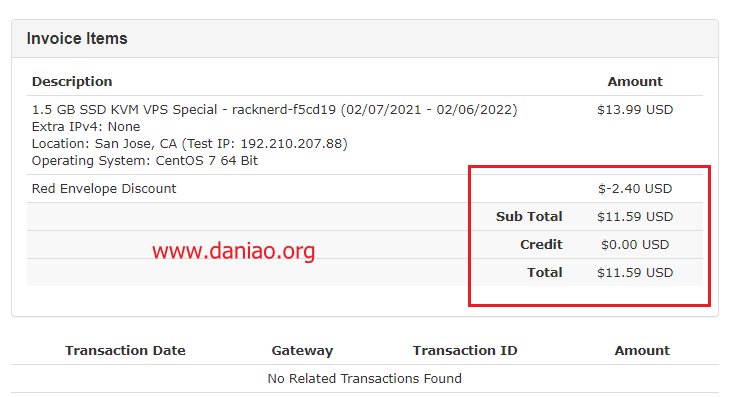 Invoice Items
Description Amount
1.5 GB SSD KVM VPS Special - racknerd-f5cd19 (02/07/2021 - 02/06/2022) $13.99 USD
Extra IPv4: None
Location: San Jose, CA (Test IP: 192.210.207.88)
Operating System: CentOS 7 64 Bit
Red Envelope Discount $-2.40 USD
Sub Total $11.59 USD
Credit $0.00 USD
www.daniao.org
Total $11.59 USD
Transaction Date Gateway Transaction ID Amount
No Related Transactions Found